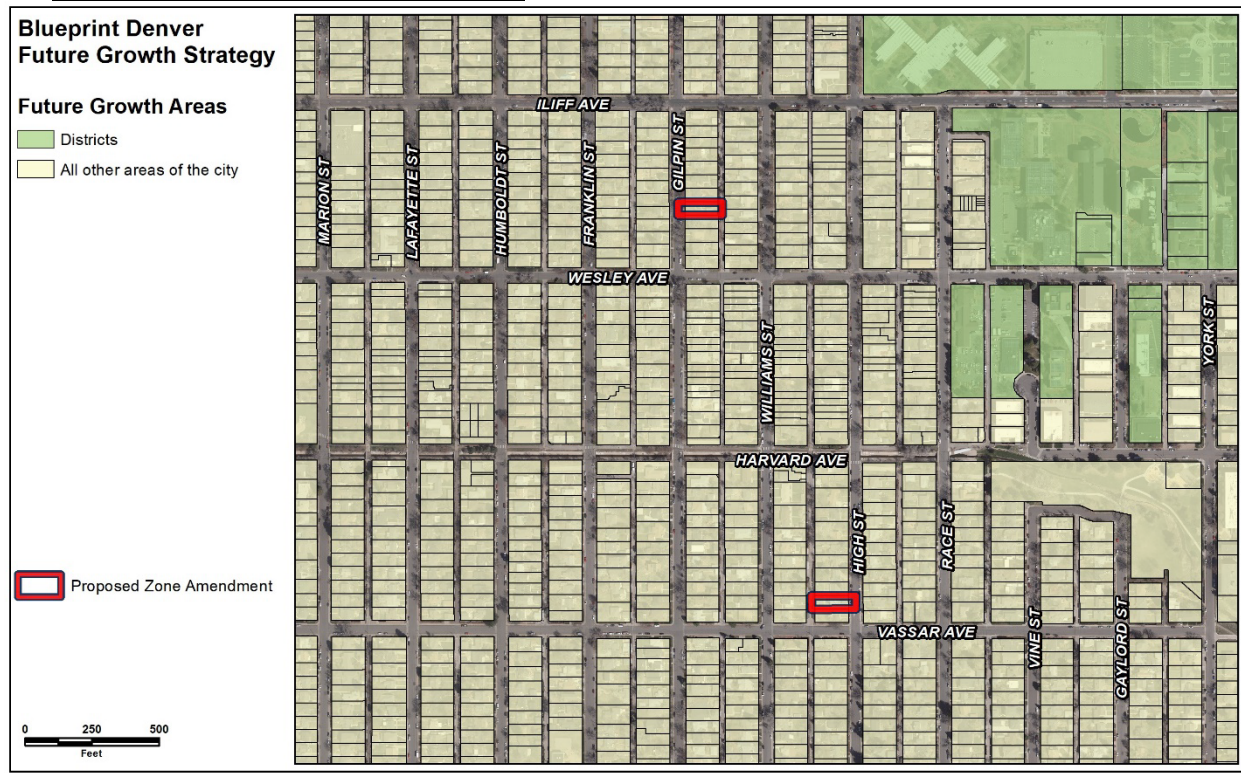 Blueprint Denver
Future Growth Strategy
Future Growth Areas
Districts
All other areas of the city
Proposed Zone Amendment
0 250 500
Feet
ILIFF AVE
MARION ST
LAFAYETTE ST
HUMBOLDT ST
FRANKLIN ST
GILPIN ST
WESLEY AVE
WILLIAMS ST
YORK ST
HARVARD AVE
HIGH ST
RACE ST
VASSAR AVE
VINE ST
GAYLORD ST